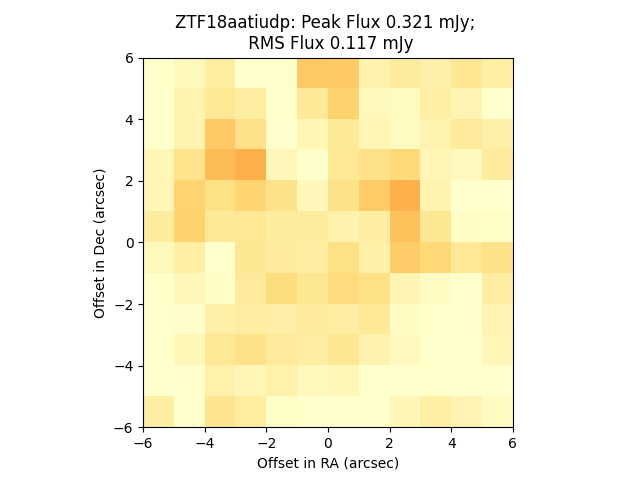 ZTF18aatiudp: Peak Flux 0.321 mJy;
RMS Flux 0.117 mJy
6
4
2
0
−2
−4
−6
Offset in Dec (arcsec)
−6 −4 −2 0 2 4 6
Offset in RA (arcsec)